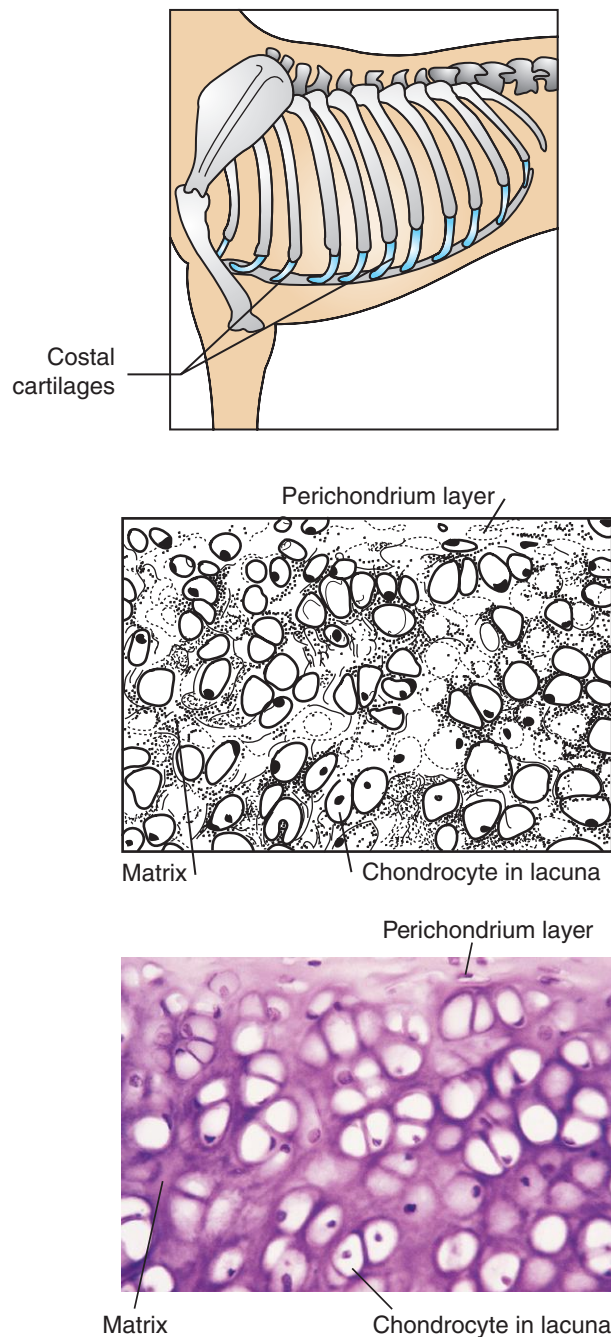 Costal
cartilages
Perichondrium layer
Matrix
Chondrocyte in lacuna
Perichondrium layer
Matrix
Chondrocyte in lacuna